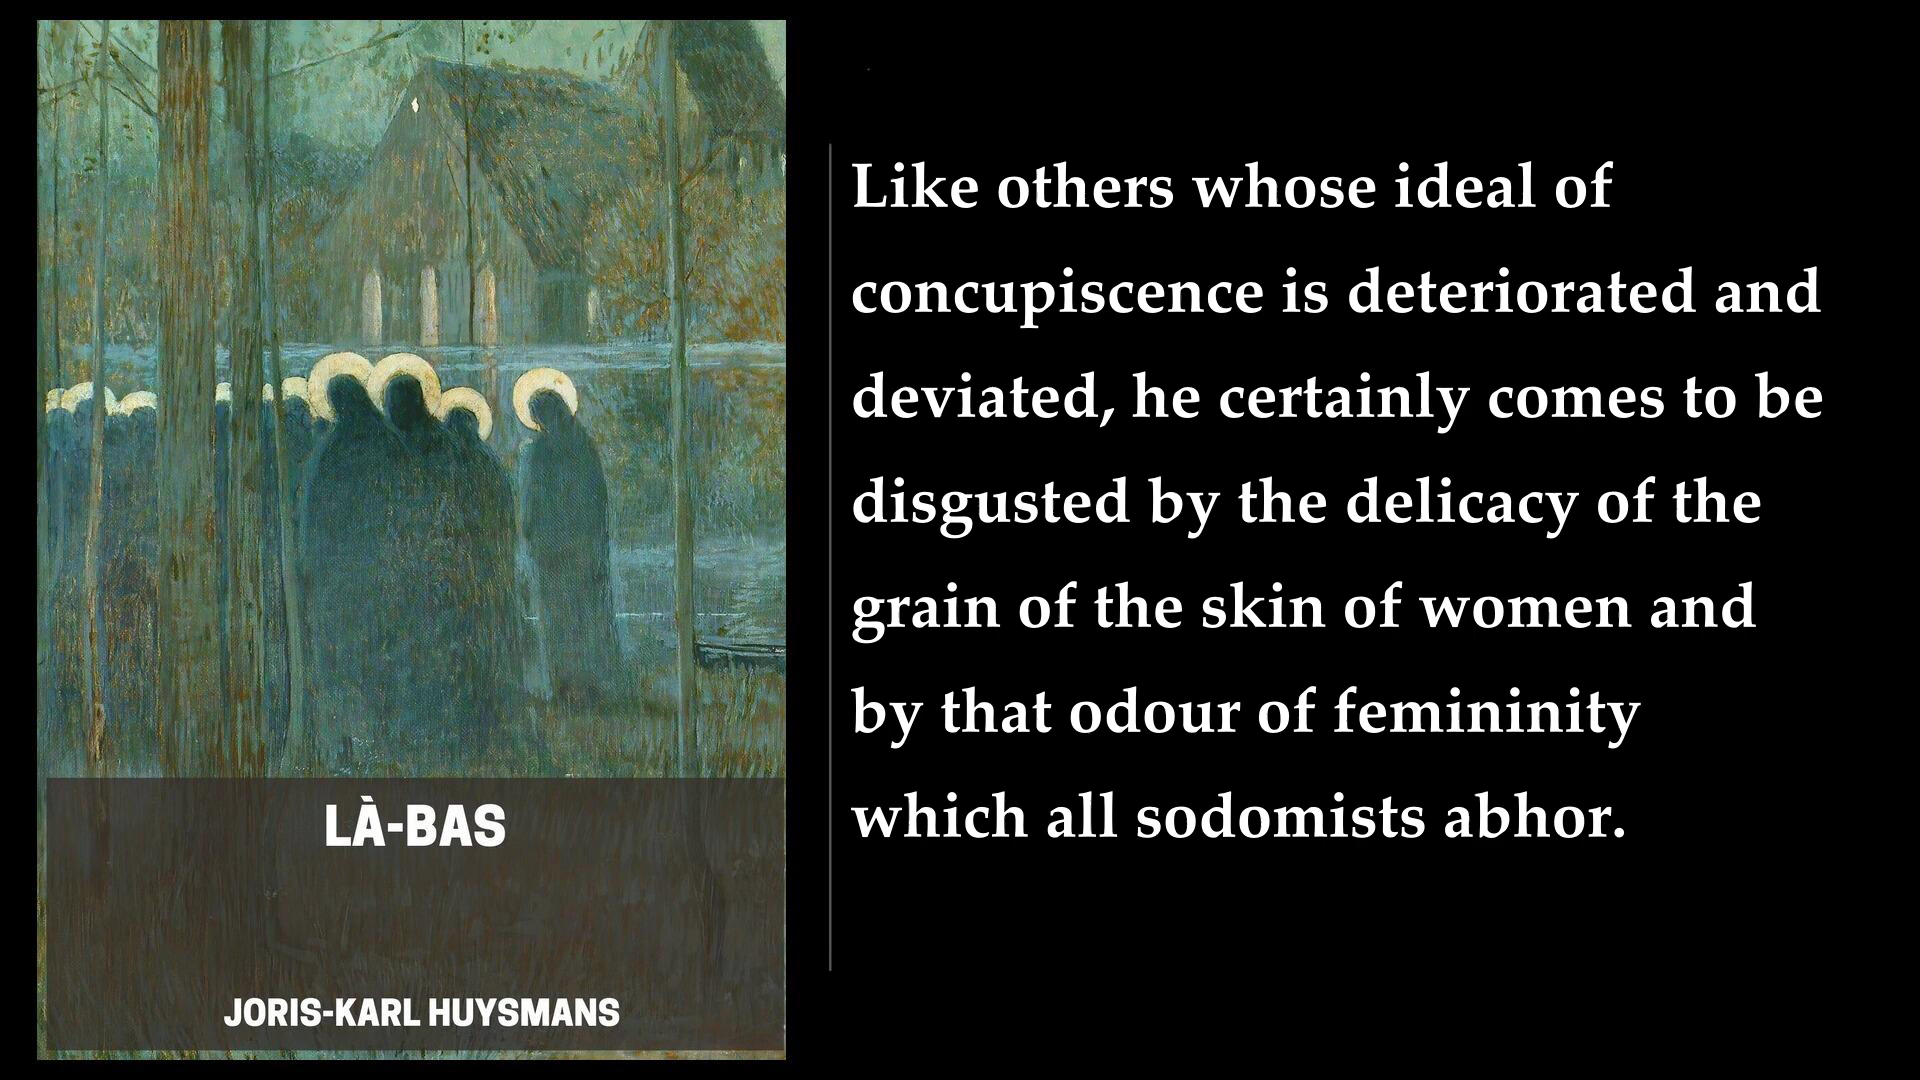 LÀ-BAS
JORIS-KARL HUYSMANS
Like others whose ideal of
concupiscence is deteriorated and
deviated, he certainly comes to be
disgusted by the delicacy of the
grain of the skin of women and
by that odour of femininity
which all sodomists abhor.